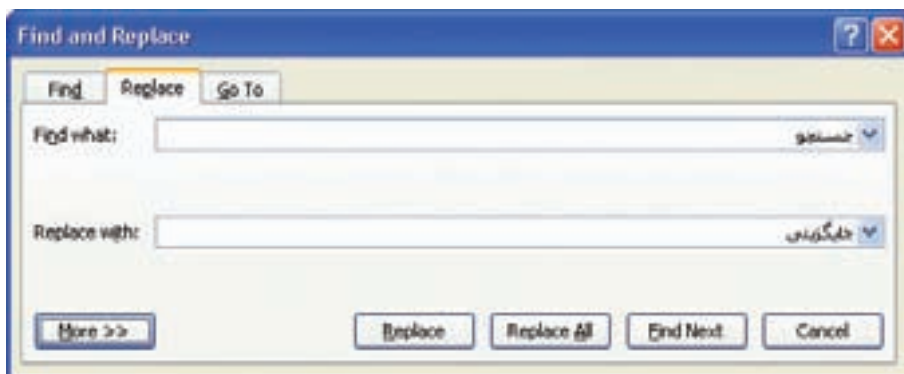 Find and Replace
Find Replace Go To
Find what: جستجو
Replace with: جایگزینی
More >> Replace Replace All Find Next Cancel